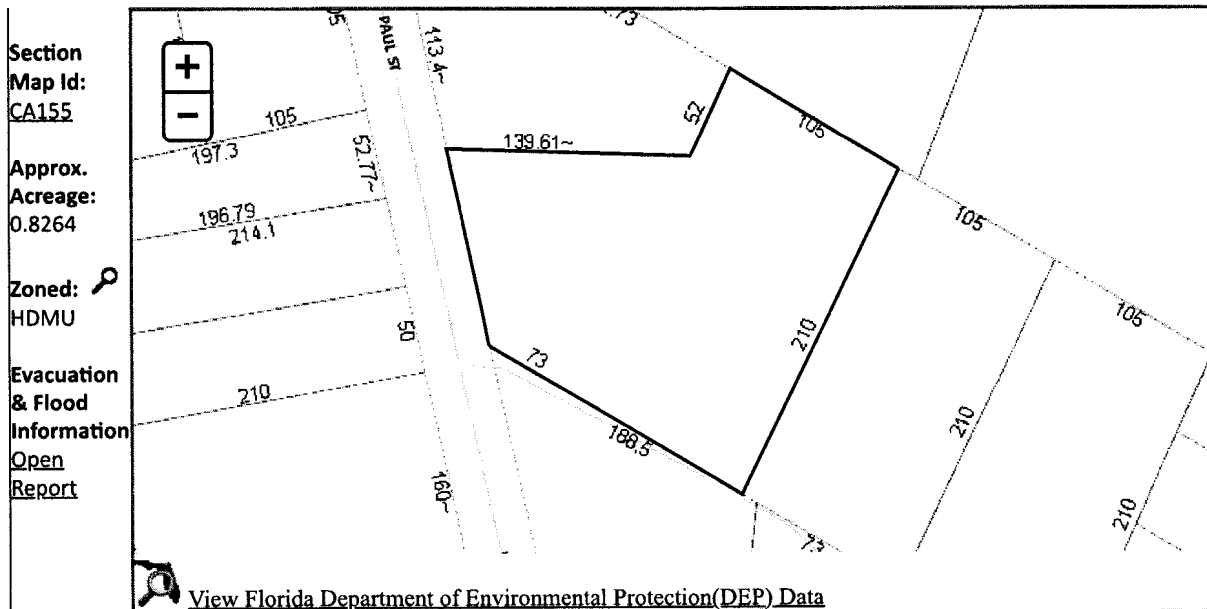 Section
Map Id:
CA155
Approx.
Acreage:
0.8264
Zoned:
HDMU
Evacuation
& Flood
Information
Open
Report
+
−
PAUL ST
113.4~
105
197.3
52.77~
196.79
214.1
50
210
160~
139.61~
52
105
105
105
210
210
210
73
188.5
73
View Florida Department of Environmental Protection(DEP) Data